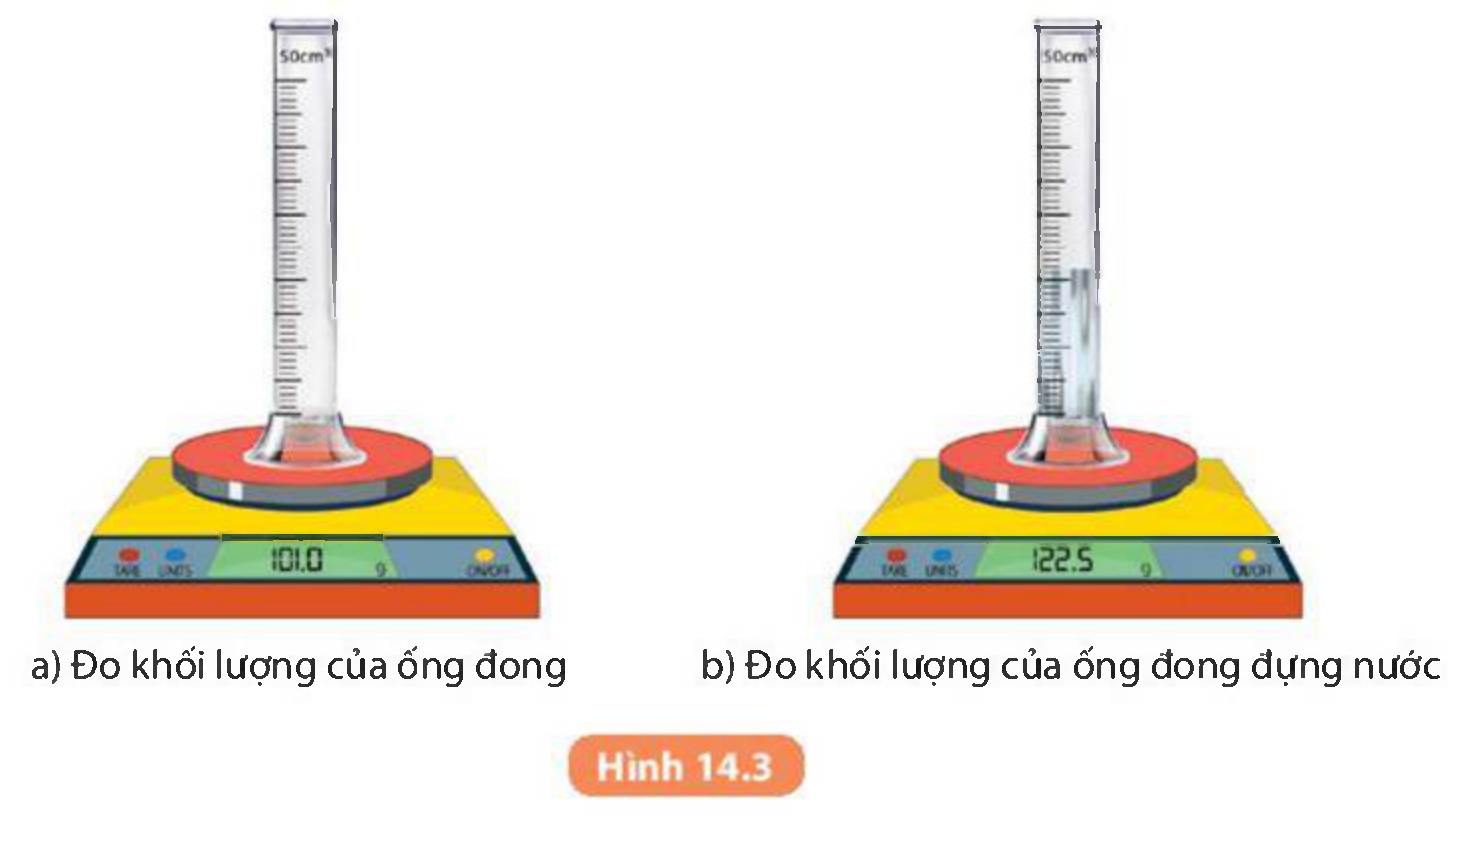 50cm³
50cm³
101.0 g
TARE UNITS ON/OFF
122.5 g
TARE UNITS ON/OFF
a) Đo khối lượng của ống đong
b) Đo khối lượng của ống đong đựng nước
Hình 14.3